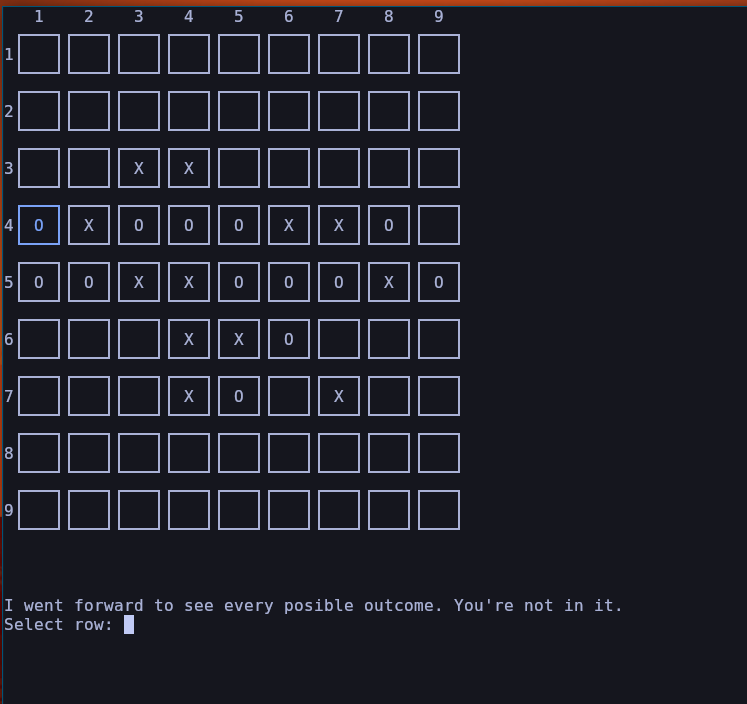 1 2 3 4 5 6 7 8 9
1
2
3 X X
4 O X O O O X X O
5 O O X X O O O X O
6 X X O
7 X O X
8
9
I went forward to see every posible outcome. You're not in it.
Select row: